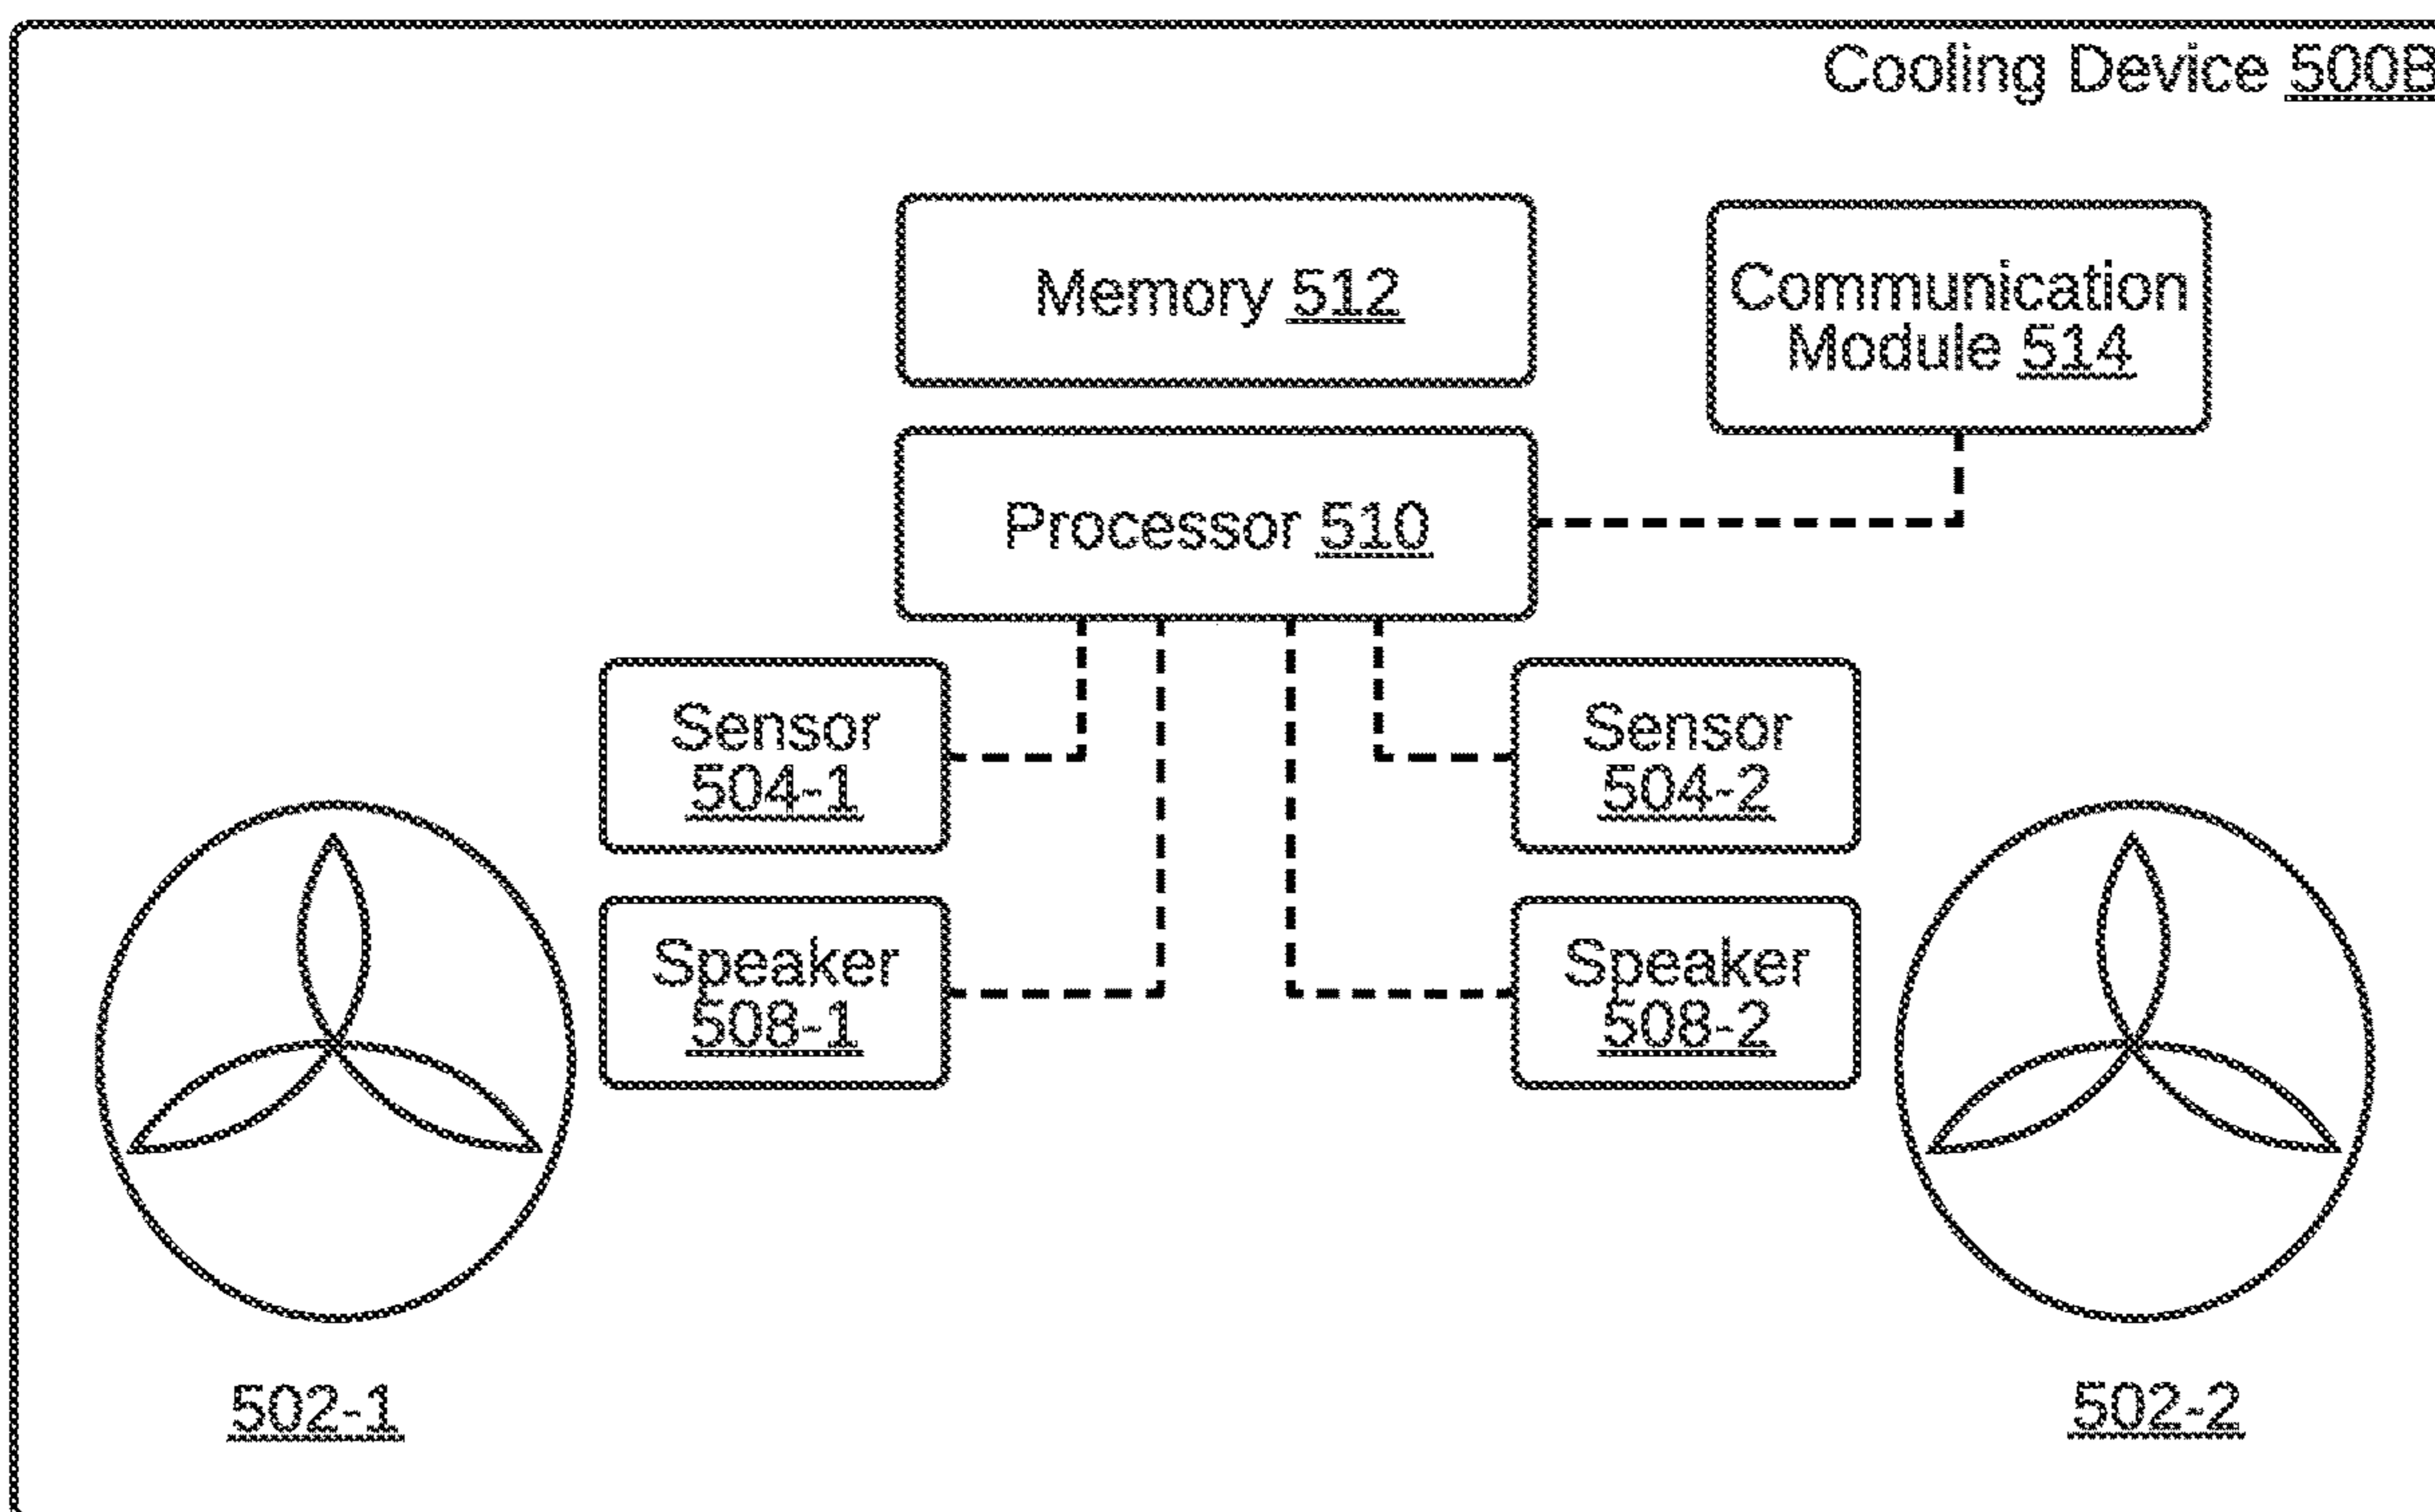 Cooling Device 500B
Memory 512
Communication
Module 514
Processor 510
Sensor
504-1
Sensor
504-2
Speaker
508-1
Speaker
508-2
502-1
502-2